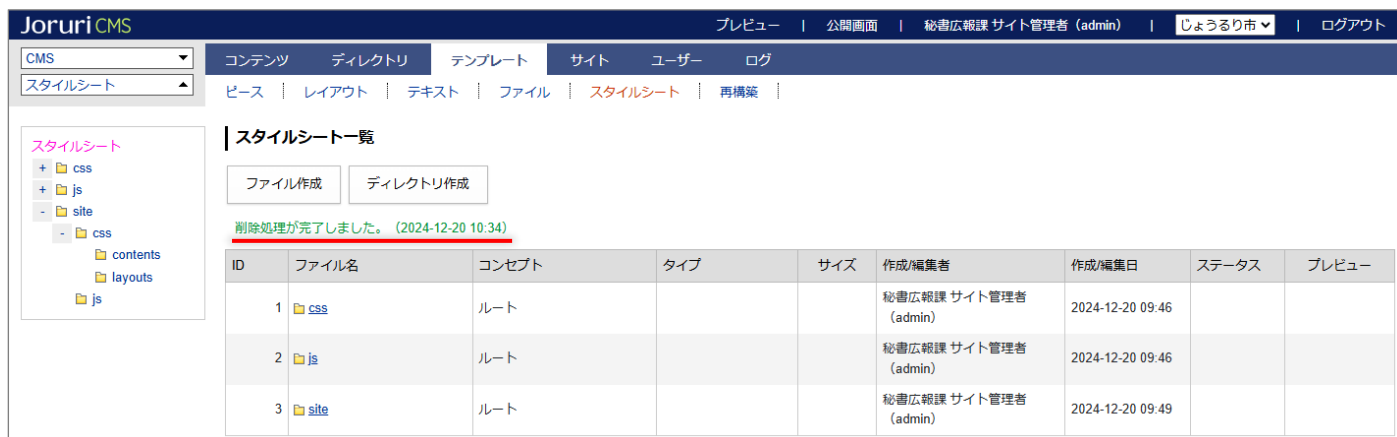 Joruri CMS
プレビュー | 公開画面 | 秘書広報課 サイト管理者（admin） | じょうるり市 | ログアウト
CMS
スタイルシート
コンテンツ ディレクトリ テンプレート サイト ユーザー ログ
ピース レイアウト テキスト ファイル スタイルシート 再構築
スタイルシート
+ css
+ js
- site
- css
contents
layouts
js
スタイルシート一覧
ファイル作成 ディレクトリ作成
削除処理が完了しました。（2024-12-20 10:34）
ID ファイル名 コンセプト タイプ サイズ 作成/編集者 作成/編集日 ステータス プレビュー
1 css ルート 秘書広報課 サイト管理者（admin） 2024-12-20 09:46
2 js ルート 秘書広報課 サイト管理者（admin） 2024-12-20 09:46
3 site ルート 秘書広報課 サイト管理者（admin） 2024-12-20 09:49